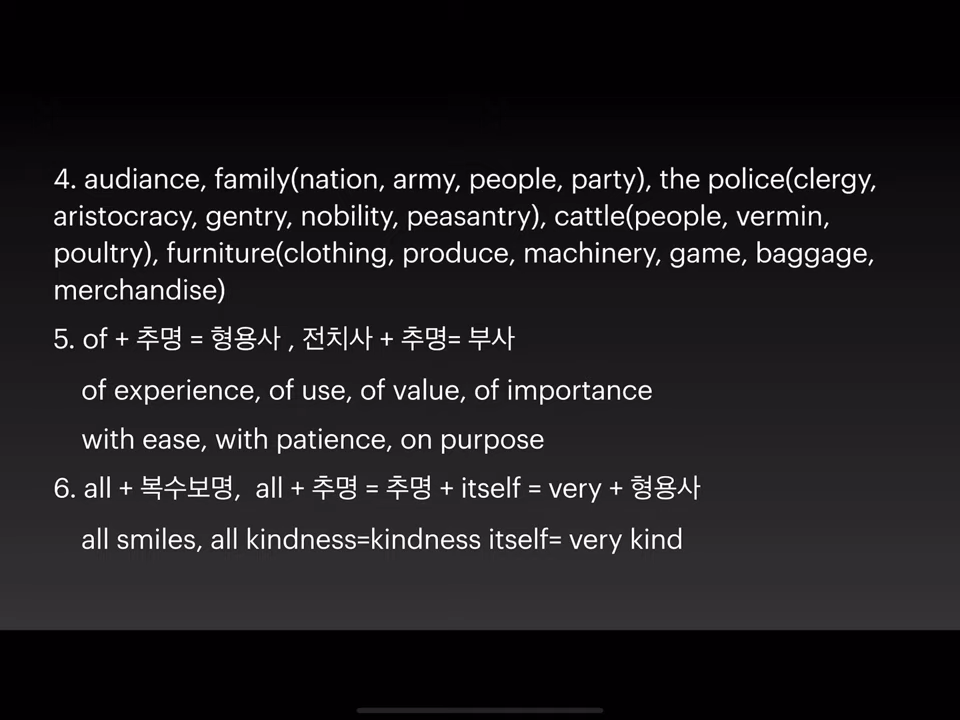 4. audiance, family(nation, army, people, party), the police(clergy,
aristocracy, gentry, nobility, peasantry), cattle(people, vermin,
poultry), furniture(clothing, produce, machinery, game, baggage,
merchandise)
5. of + 추명 = 형용사 , 전치사 + 추명= 부사
of experience, of use, of value, of importance
with ease, with patience, on purpose
6. all + 복수보명,  all + 추명 = 추명 + itself = very + 형용사
all smiles, all kindness=kindness itself= very kind